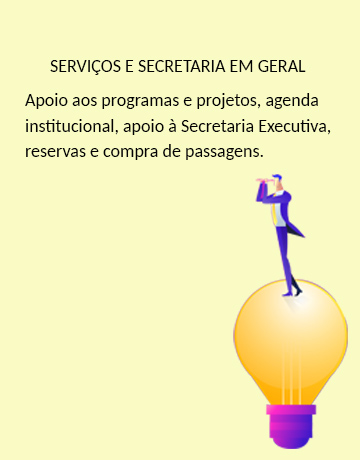 SERVIÇOS E SECRETARIA EM GERAL
Apoio aos programas e projetos, agenda
institucional, apoio à Secretaria Executiva,
reservas e compra de passagens.